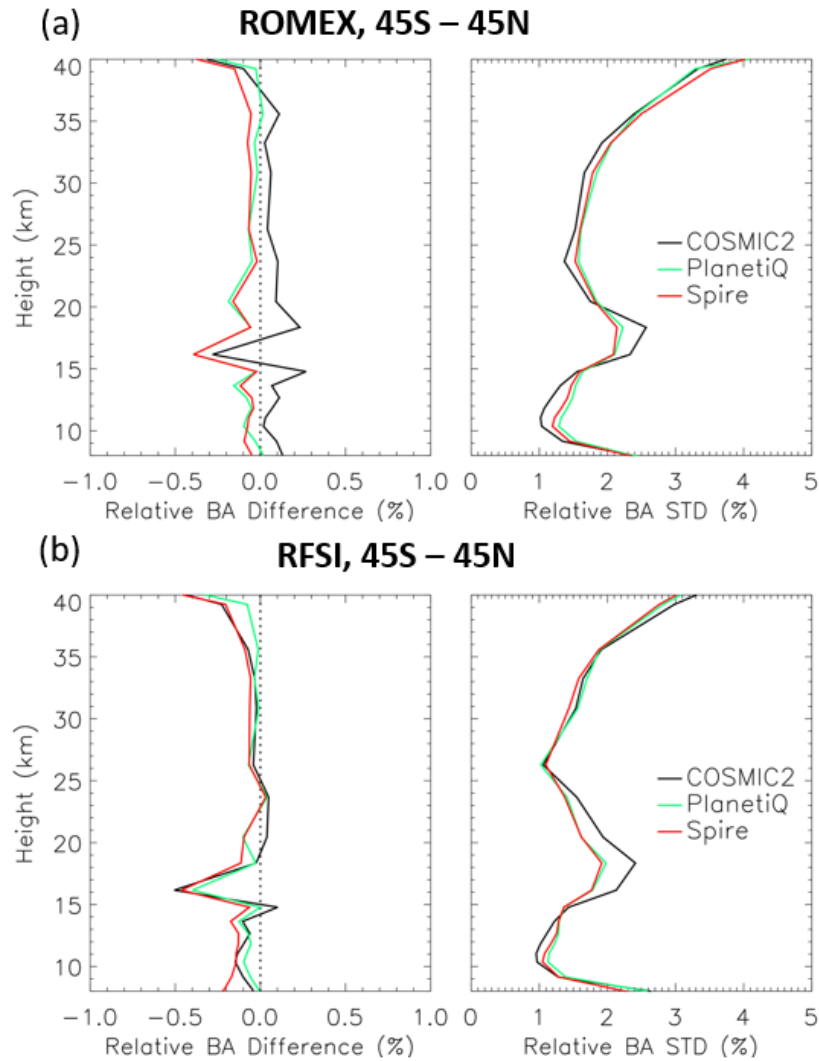 (a) ROMEX, 45S – 45N
40
35
30
25
20
15
10
Height (km)
COSMIC2
PlanetiQ
Spire
−1.0 −0.5 0.0 0.5 1.0
0 1 2 3 4 5
Relative BA Difference (%)
Relative BA STD (%)
(b) RFSI, 45S – 45N
40
35
30
25
20
15
10
Height (km)
COSMIC2
PlanetiQ
Spire
−1.0 −0.5 0.0 0.5 1.0
0 1 2 3 4 5
Relative BA Difference (%)
Relative BA STD (%)